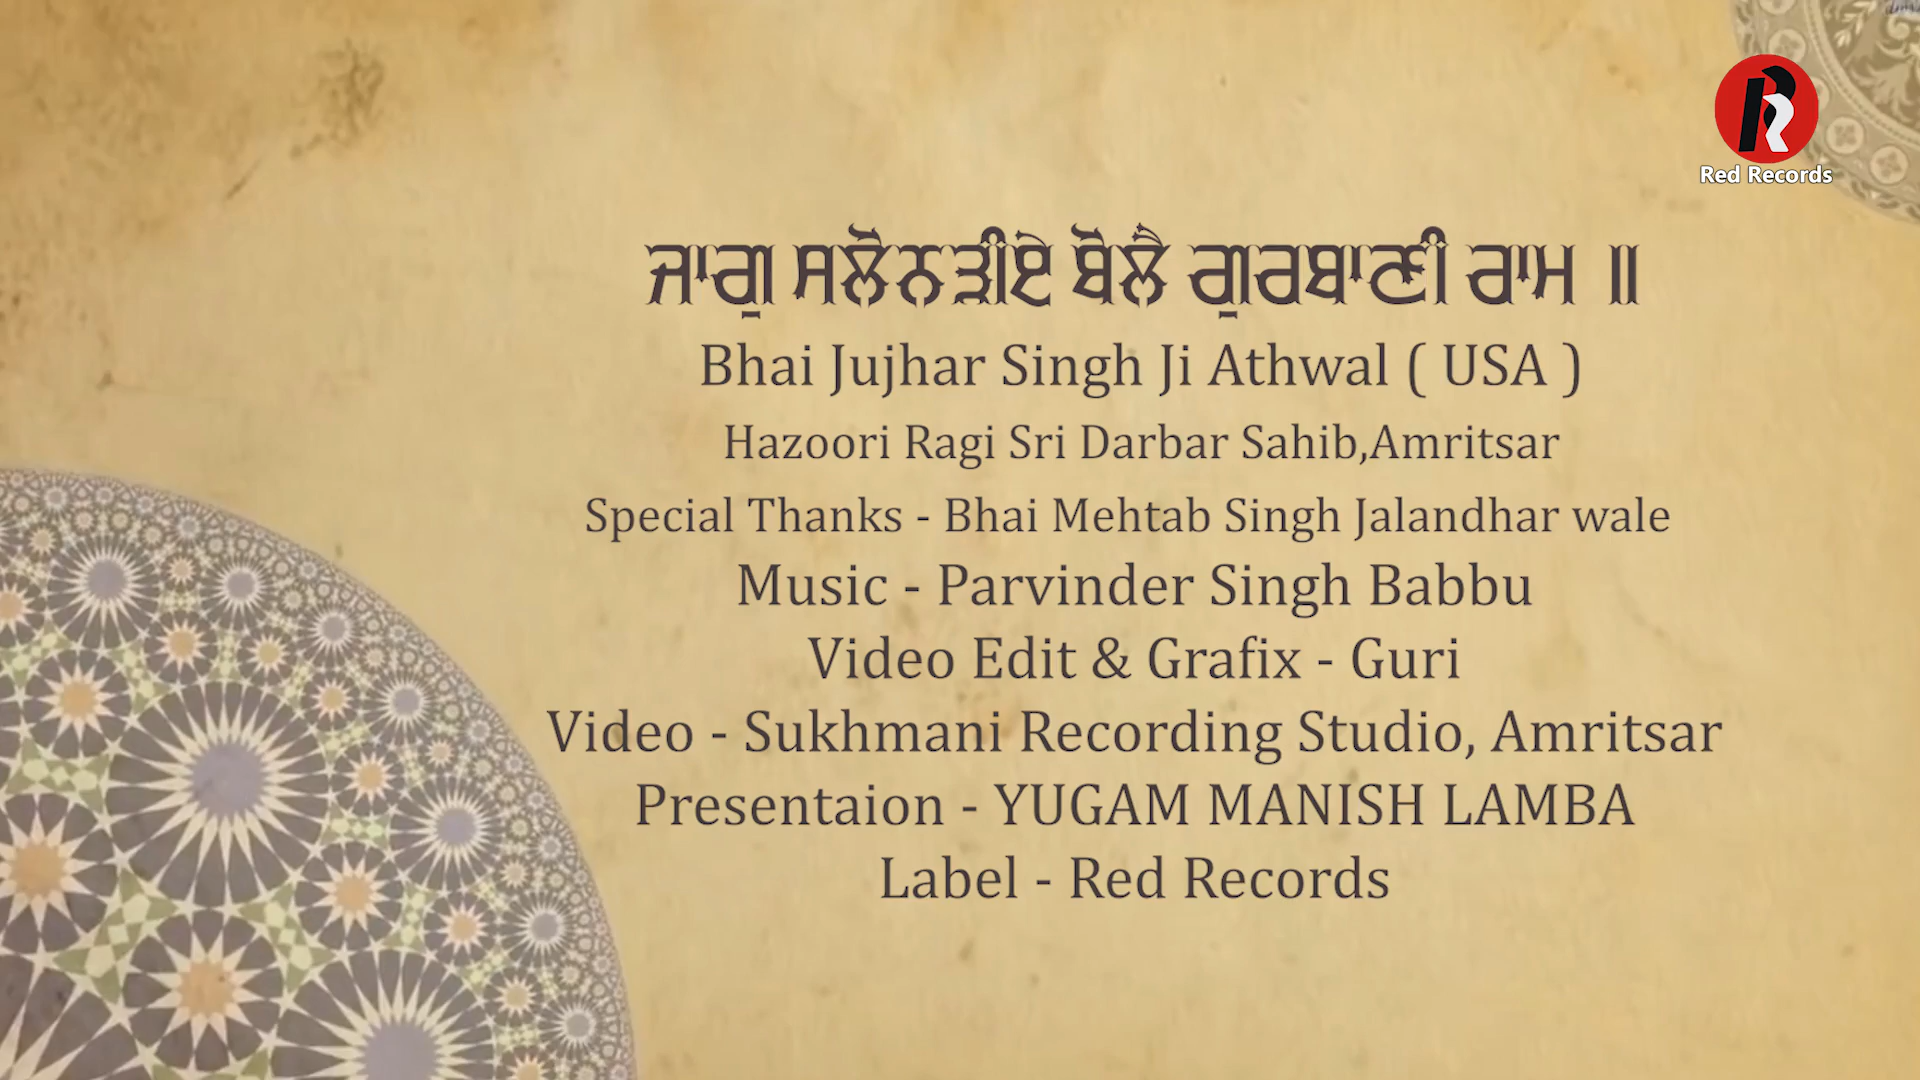 Red Records
ਜਾਗੁ ਸਲੋਨੜੀਏ ਬੋਲੈ ਗੁਰਬਾਣੀ ਰਾਮ ॥
Bhai Jujhar Singh Ji Athwal ( USA )
Hazoori Ragi Sri Darbar Sahib,Amritsar
Special Thanks - Bhai Mehtab Singh Jalandhar wale
Music - Parvinder Singh Babbu
Video Edit & Grafix - Guri
Video - Sukhmani Recording Studio, Amritsar
Presentaion - YUGAM MANISH LAMBA
Label - Red Records